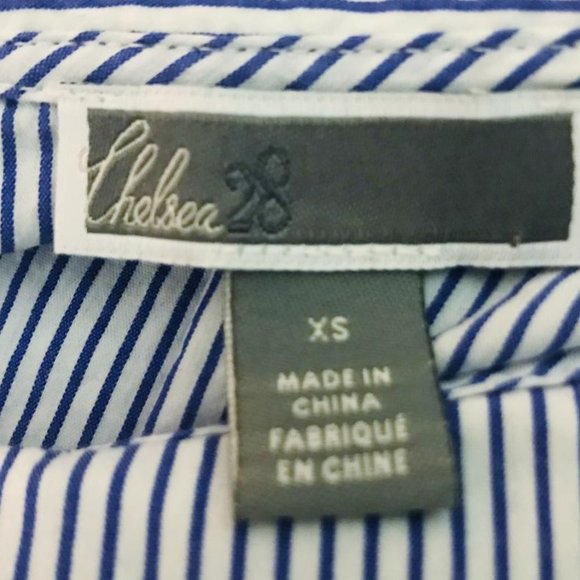 Chelsea28
XS
MADE IN
CHINA
FABRIQUÉ
EN CHINE